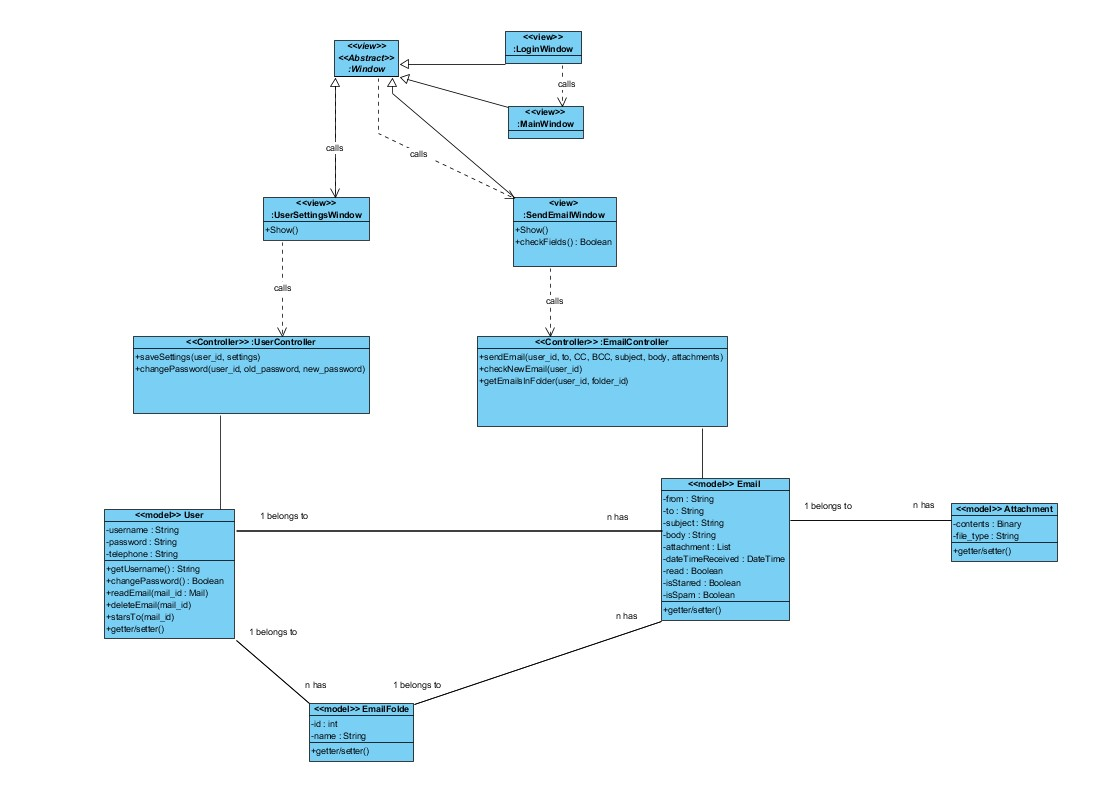 <<view>>
<<Abstract>>
:Window
<<view>>
:LoginWindow
calls
<<view>>
:MainWindow
calls
calls
<<view>>
:UserSettingsWindow
+Show()
<view>
:SendEmailWindow
+Show()
+checkFields() : Boolean
calls
calls
<<Controller>> :UserController
+saveSettings(user_id, settings)
+changePassword(user_id, old_password, new_password)
<<Controller>> :EmailController
+sendEmail(user_id, to, CC, BCC, subject, body, attachments)
+checkNewEmail(user_id)
+getEmailsInFolder(user_id, folder_id)
<<model>> User
-username : String
-password : String
-telephone : String
+getUsername() : String
+changePassword() : Boolean
+readEmail(mail_id : Mail)
+deleteEmail(mail_id)
+starsTo(mail_id)
+getter/setter()
1 belongs to
n has
<<model>> Email
-from : String
-to : String
-subject : String
-body : String
-attachment : List
-dateTimeReceived : DateTime
-read : Boolean
-isStarred : Boolean
-isSpam : Boolean
+getter/setter()
1 belongs to
n has
<<model>> Attachment
-contents : Binary
-file_type : String
+getter/setter()
1 belongs to
n has
1 belongs to
n has
<<model>> EmailFolde
-id : int
-name : String
+getter/setter()